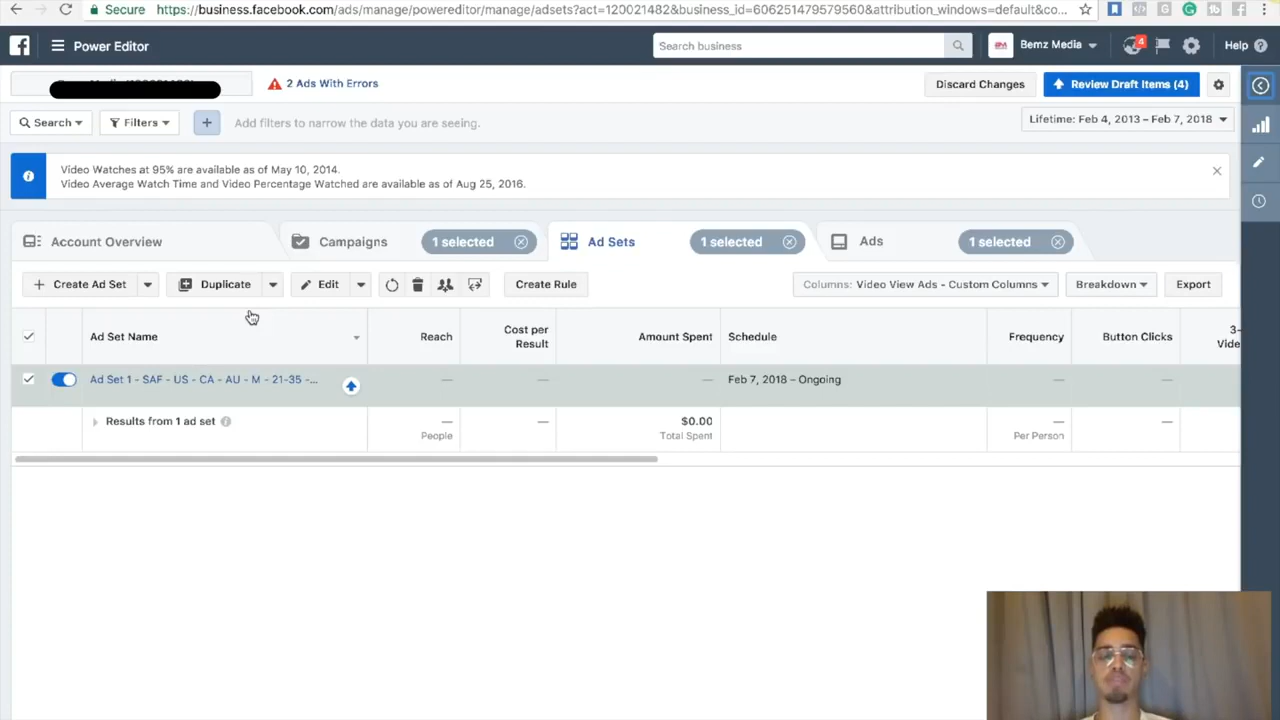 Secure https://business.facebook.com/ads/manage/powereditor/manage/adsets?act=120021482&business_id=606251479579560&attribution_windows=default&co...
Power Editor
Search business
Bemz Media
4
Help
2 Ads With Errors
Discard Changes
Review Draft Items (4)
Search
Filters
Add filters to narrow the data you are seeing.
Lifetime: Feb 4, 2013 – Feb 7, 2018
Video Watches at 95% are available as of May 10, 2014.
Video Average Watch Time and Video Percentage Watched are available as of Aug 25, 2016.
Account Overview
Campaigns
1 selected
Ad Sets
1 selected
Ads
1 selected
Create Ad Set
Duplicate
Edit
Create Rule
Columns: Video View Ads - Custom Columns
Breakdown
Export
Ad Set Name
Reach
Cost per
Result
Amount Spent
Schedule
Frequency
Button Clicks
3-
Vide
Ad Set 1 - SAF - US - CA - AU - M - 21-35 -...
—
—
—
Feb 7, 2018 – Ongoing
—
—
Results from 1 ad set
—
People
—
$0.00
Total Spent
—
Per Person
—